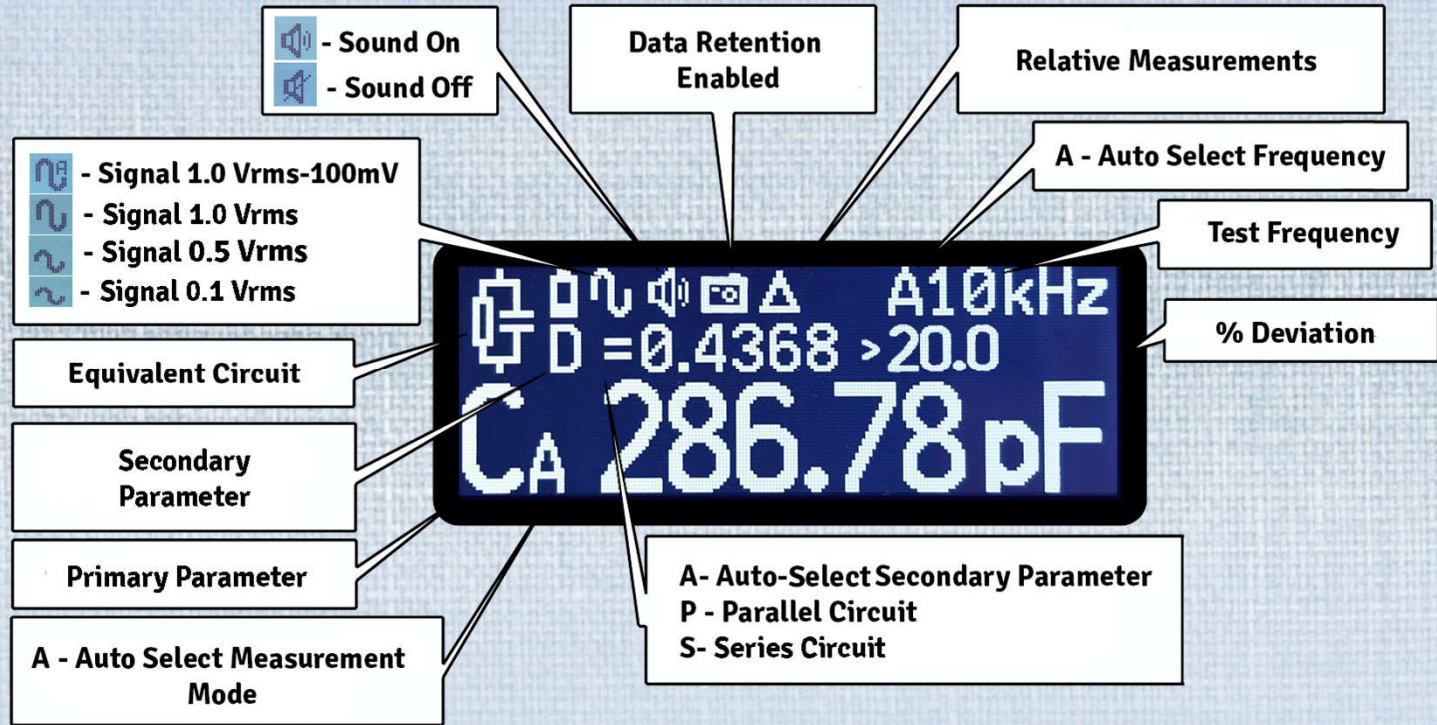 - Sound On
- Sound Off
Data Retention
Enabled
Relative Measurements
A - Auto Select Frequency
- Signal 1.0 Vrms-100mV
- Signal 1.0 Vrms
- Signal 0.5 Vrms
- Signal 0.1 Vrms
Test Frequency
% Deviation
Equivalent Circuit
A10kHz
D =0.4368 >20.0
CA 286.78 pF
Secondary
Parameter
Primary Parameter
A - Auto Select Measurement
Mode
A- Auto-Select Secondary Parameter
P - Parallel Circuit
S- Series Circuit